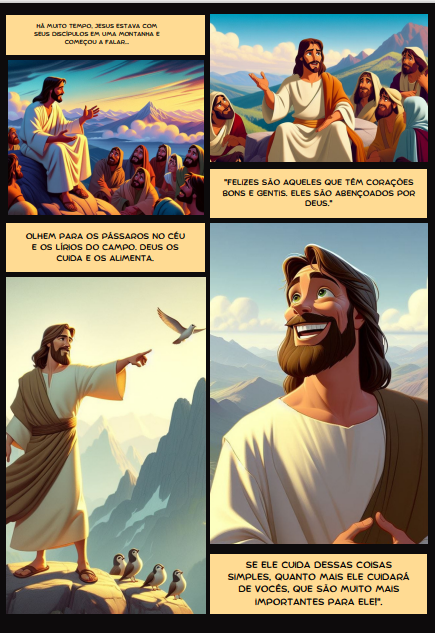 HÁ MUITO TEMPO, JESUS ESTAVA COM
SEUS DISCÍPULOS EM UMA MONTANHA E
COMEÇOU A FALAR...
"FELIZES SÃO AQUELES QUE TÊM CORAÇÕES
BONS E GENTIS. ELES SÃO ABENÇOADOS POR
DEUS."
OLHEM PARA OS PÁSSAROS NO CÉU
E OS LÍRIOS DO CAMPO. DEUS OS
CUIDA E OS ALIMENTA.
SE ELE CUIDA DESSAS COISAS
SIMPLES, QUANTO MAIS ELE CUIDARÁ
DE VOCÊS, QUE SÃO MUITO MAIS
IMPORTANTES PARA ELE!".